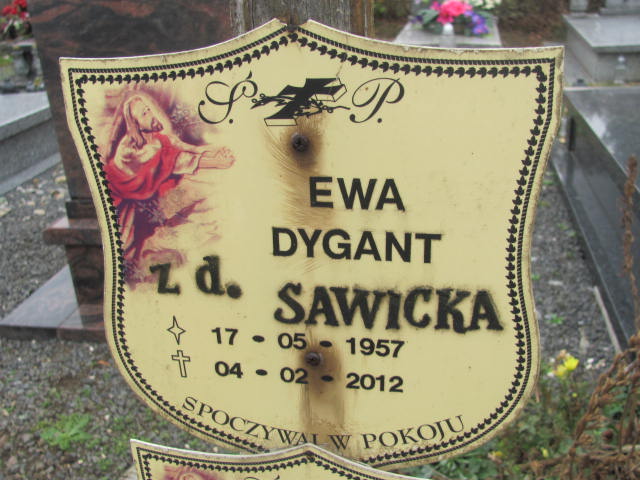 Ś. P.
EWA
DYGANT
z d. SAWICKA
17 - 05 - 1957
04 - 02 - 2012
SPOCZYWAJ W POKOJU